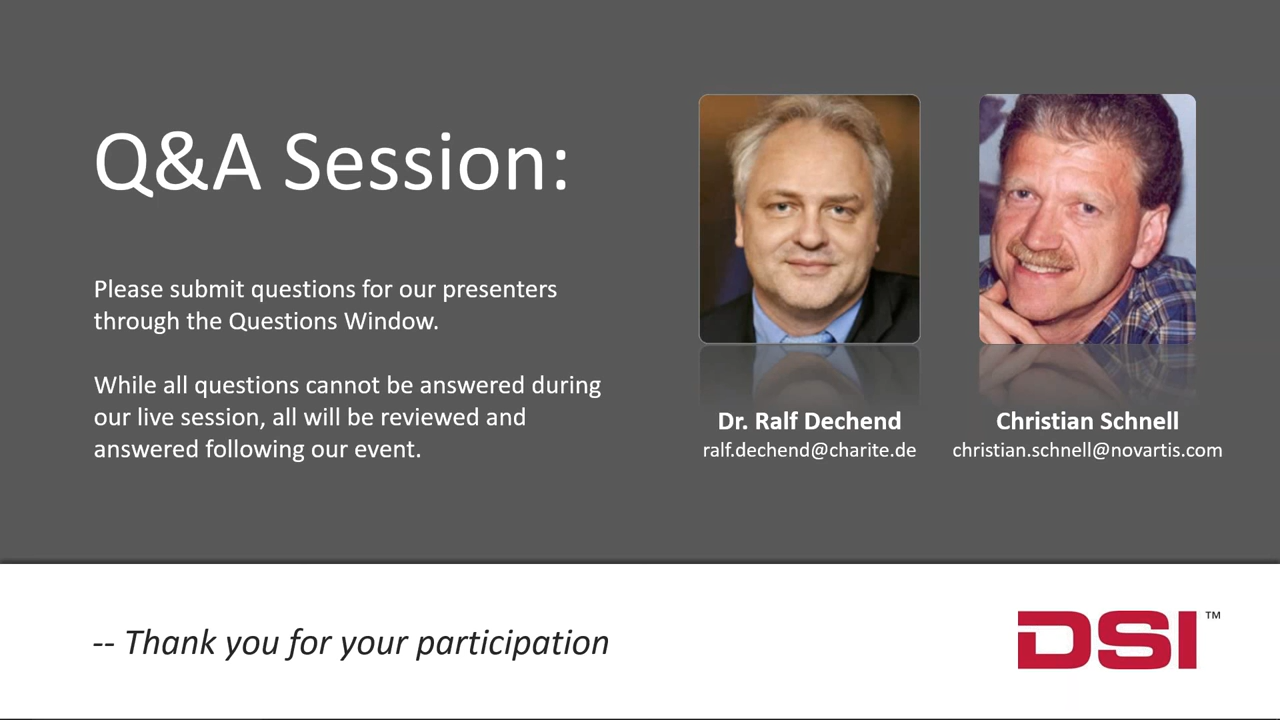 Q&A Session:
Please submit questions for our presenters
through the Questions Window.
While all questions cannot be answered during
our live session, all will be reviewed and
answered following our event.
Dr. Ralf Dechend
ralf.dechend@charite.de
Christian Schnell
christian.schnell@novartis.com
-- Thank you for your participation
DSI™